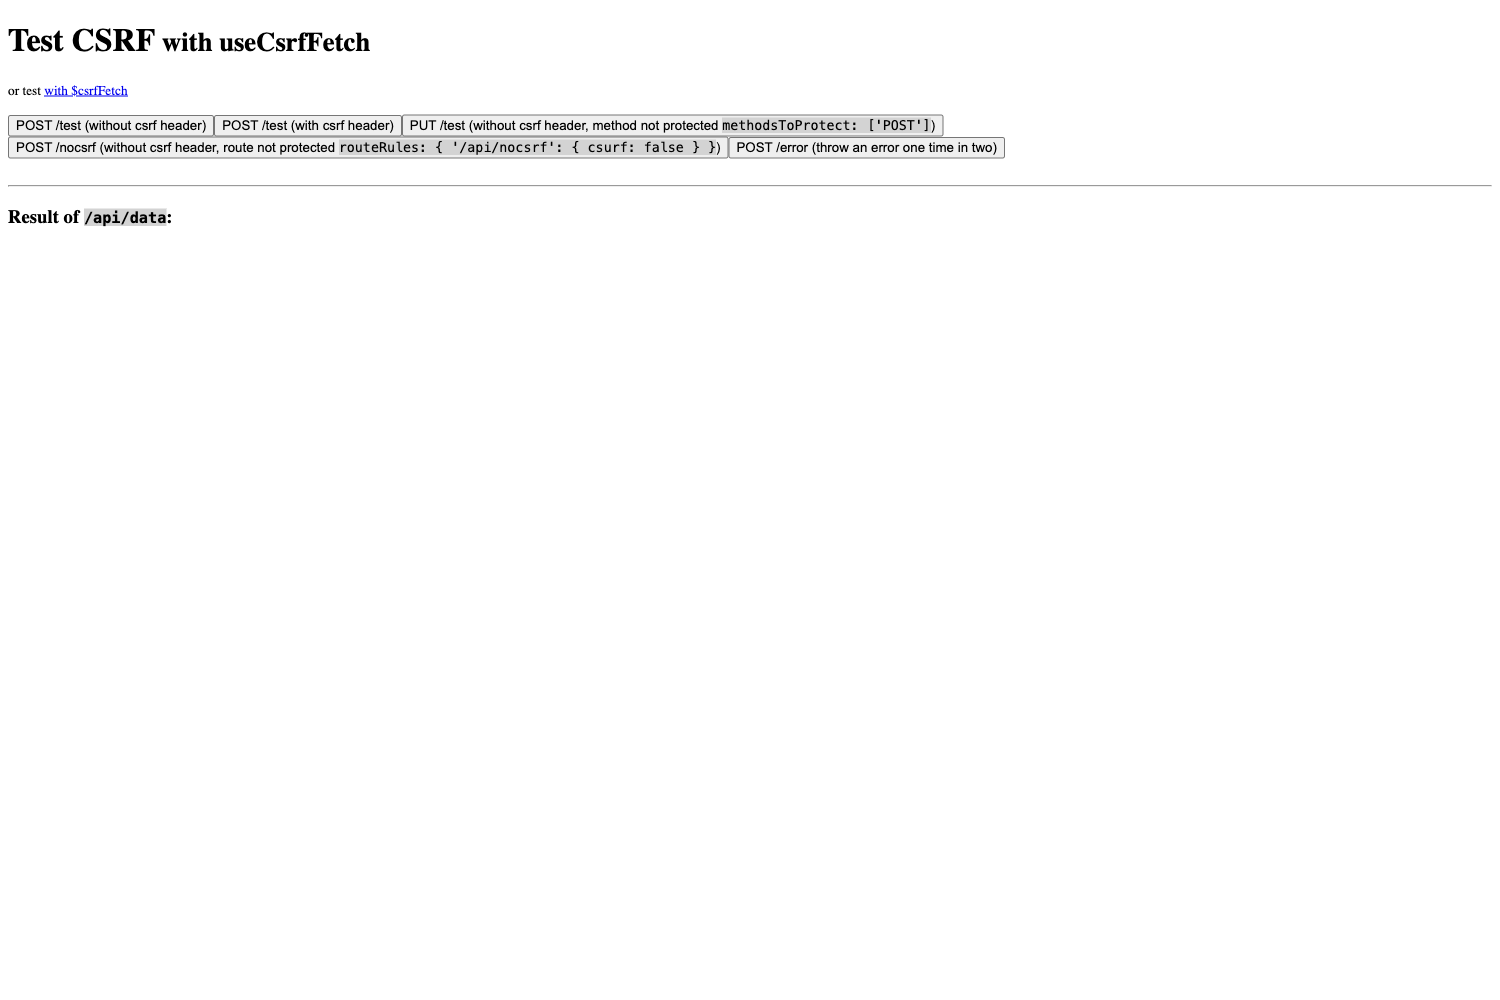 Test CSRF with useCsrfFetch
or test with $csrfFetch
POST /test (without csrf header) POST /test (with csrf header) PUT /test (without csrf header, method not protected methodsToProtect: ['POST'])
POST /nocsrf (without csrf header, route not protected routeRules: { '/api/nocsrf': { csurf: false } }) POST /error (throw an error one time in two)
Result of /api/data: